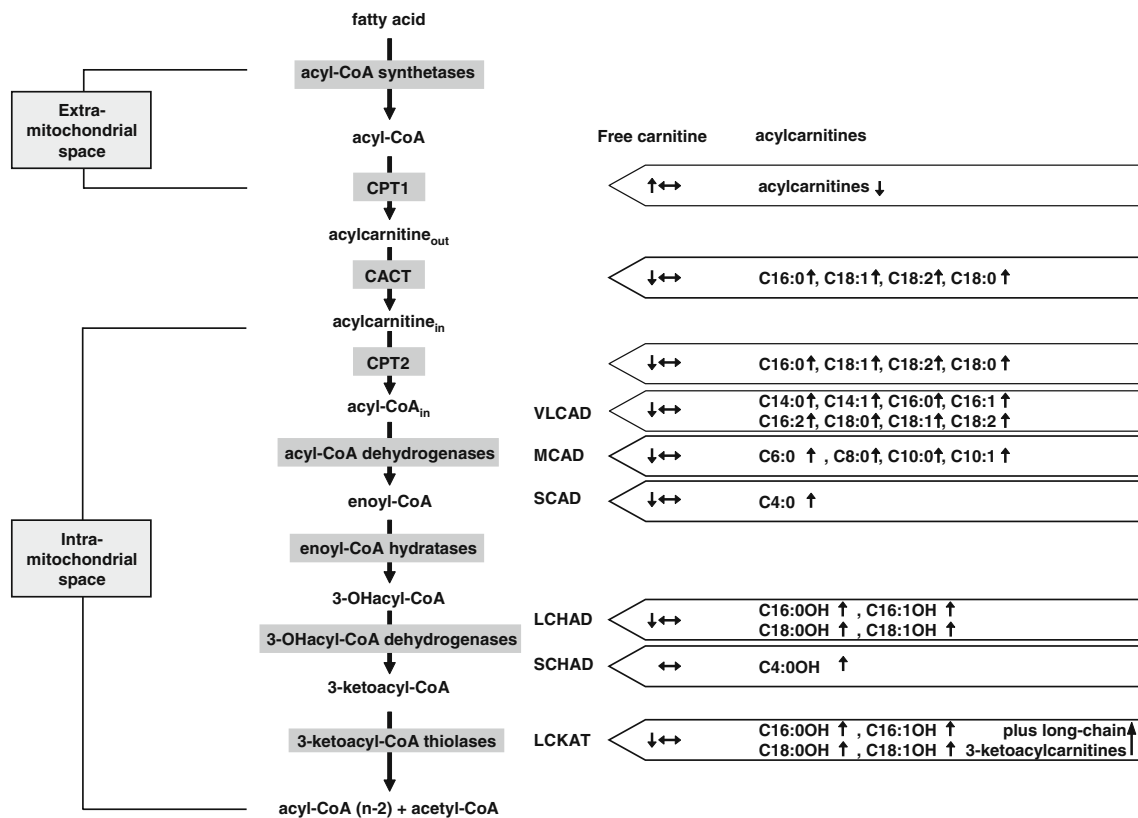 fatty acid
acyl-CoA synthetases
Extra-
mitochondrial
space
acyl-CoA
Free carnitine acylcarnitines
CPT1
↑↔ acylcarnitines ↓
acylcarnitine out
CACT
↓↔ C16:0↑, C18:1↑, C18:2↑, C18:0 ↑
acylcarnitine in
CPT2
↓↔ C16:0↑, C18:1↑, C18:2↑, C18:0 ↑
acyl-CoA in
VLCAD ↓↔ C14:0↑, C14:1↑, C16:0↑, C16:1 ↑
C16:2↑, C18:0↑, C18:1↑, C18:2 ↑
acyl-CoA dehydrogenases
MCAD ↓↔ C6:0 ↑ , C8:0↑, C10:0↑, C10:1 ↑
enoyl-CoA
SCAD ↓↔ C4:0 ↑
Intra-
mitochondrial
space
enoyl-CoA hydratases
3-OHacyl-CoA
LCHAD ↓↔ C16:0OH ↑ , C16:1OH ↑
C18:0OH ↑ , C18:1OH ↑
3-OHacyl-CoA dehydrogenases
SCHAD ↔ C4:0OH ↑
3-ketoacyl-CoA
3-ketoacyl-CoA thiolases
LCKAT ↓↔ C16:0OH ↑ , C16:1OH ↑ plus long-chain
C18:0OH ↑ , C18:1OH ↑ 3-ketoacylcarnitines ↑
acyl-CoA (n-2) + acetyl-CoA